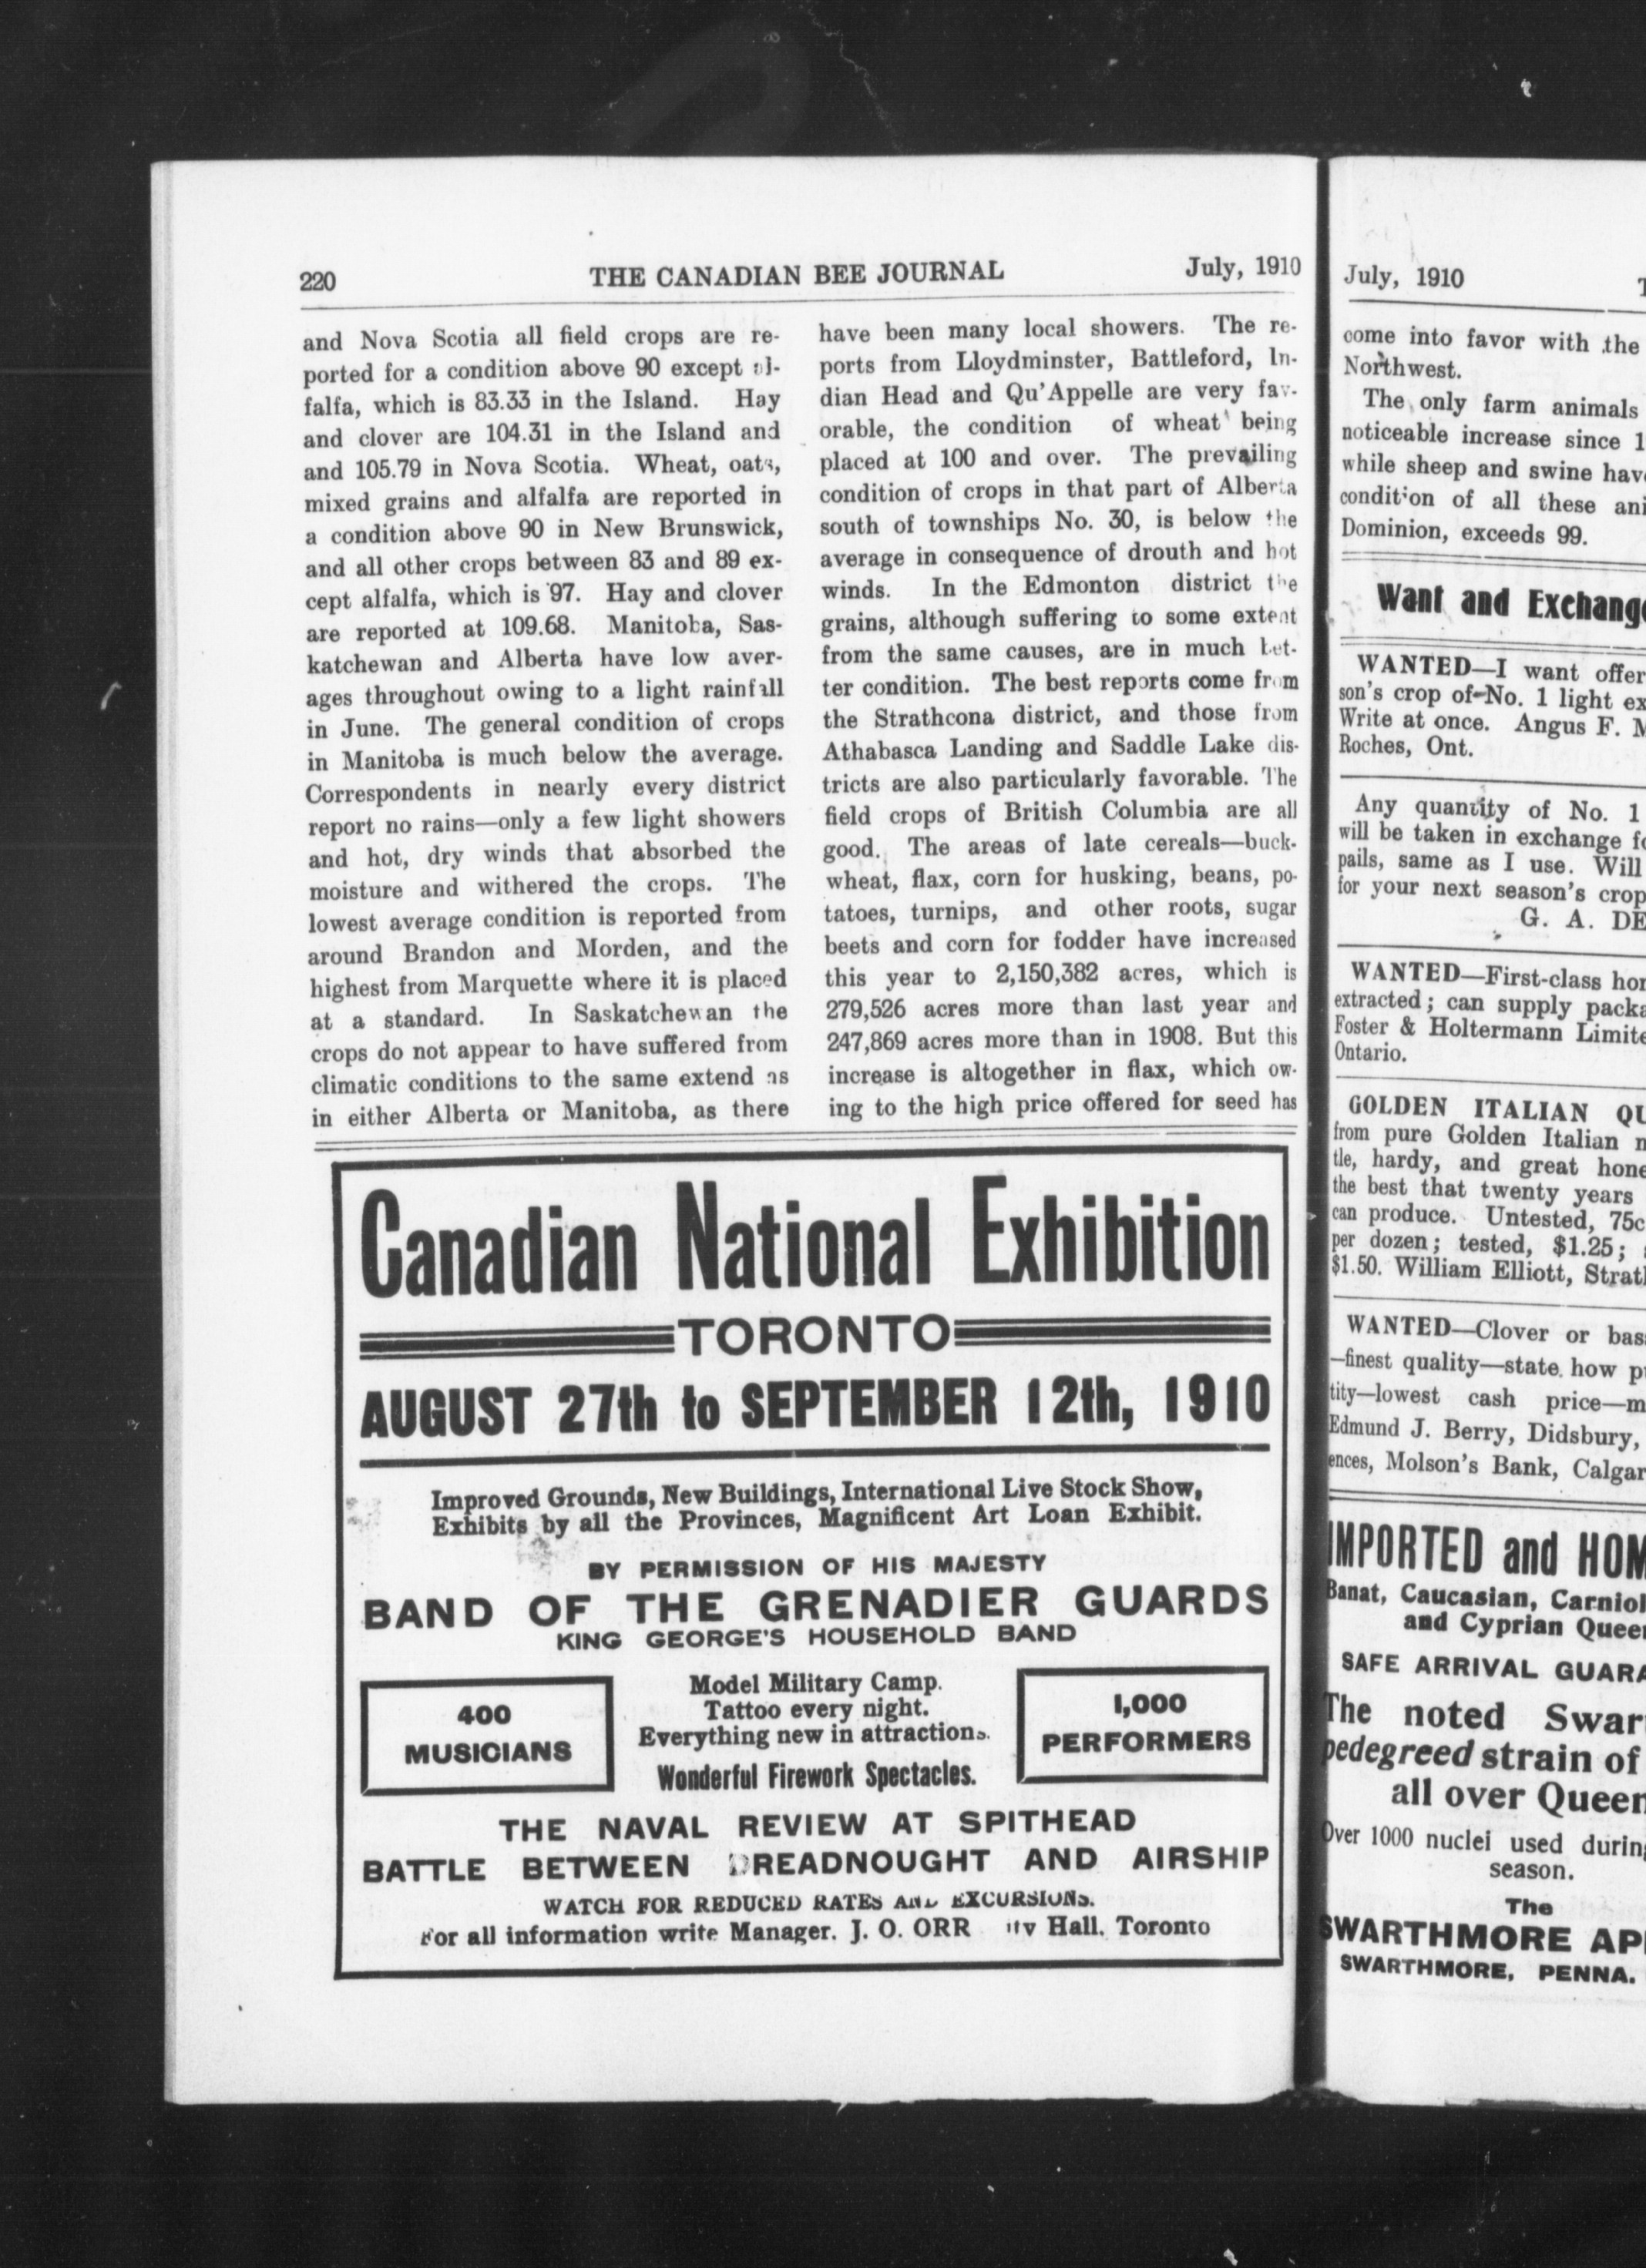 220
THE CANADIAN BEE JOURNAL
July, 1910
and Nova Scotia all field crops are re-
ported for a condition above 90 except al-
falfa, which is 83.33 in the Island. Hay
and clover are 104.31 in the Island and
and 105.79 in Nova Scotia. Wheat, oats,
mixed grains and alfalfa are reported in
a condition above 90 in New Brunswick,
and all other crops between 83 and 89 ex-
cept alfalfa, which is 97. Hay and clover
are reported at 109.68. Manitoba, Sas-
katchewan and Alberta have low aver-
ages throughout owing to a light rainfall
in June. The general condition of crops
in Manitoba is much below the average.
Correspondents in nearly every district
report no rains—only a few light showers
and hot, dry winds that absorbed the
moisture and withered the crops. The
lowest average condition is reported from
around Brandon and Morden, and the
highest from Marquette where it is placed
at a standard. In Saskatchewan the
crops do not appear to have suffered from
climatic conditions to the same extend as
in either Alberta or Manitoba, as there
have been many local showers. The re-
ports from Lloydminster, Battleford, In-
dian Head and Qu'Appelle are very fav-
orable, the condition of wheat being
placed at 100 and over. The prevailing
condition of crops in that part of Alberta
south of townships No. 30, is below the
average in consequence of drouth and hot
winds. In the Edmonton district the
grains, although suffering to some extent
from the same causes, are in much bet-
ter condition. The best reports come from
the Strathcona district, and those from
Athabasca Landing and Saddle Lake dis-
tricts are also particularly favorable. The
field crops of British Columbia are all
good. The areas of late cereals—buck-
wheat, flax, corn for husking, beans, po-
tatoes, turnips, and other roots, sugar
beets and corn for fodder have increased
this year to 2,150,382 acres, which is
279,526 acres more than last year and
247,869 acres more than in 1908. But this
increase is altogether in flax, which ow-
ing to the high price offered for seed has
Canadian National Exhibition
TORONTO
AUGUST 27th to SEPTEMBER 12th, 1910
Improved Grounds, New Buildings, International Live Stock Show,
Exhibits by all the Provinces, Magnificent Art Loan Exhibit.
BY PERMISSION OF HIS MAJESTY
BAND OF THE GRENADIER GUARDS
KING GEORGE'S HOUSEHOLD BAND
400
MUSICIANS
Model Military Camp.
Tattoo every night.
Everything new in attractions.
Wonderful Firework Spectacles.
1,000
PERFORMERS
THE NAVAL REVIEW AT SPITHEAD
BATTLE BETWEEN DREADNOUGHT AND AIRSHIP
WATCH FOR REDUCED RATES AND EXCURSIONS.
For all information write Manager. J. O. ORR Hall. Toronto
July, 1910
come into favor with the
Northwest.
The only farm animals
noticeable increase since
while sheep and swine
condition of all these
Dominion, exceeds 99.
Want and
WANTED—I want
son's crop of No. 1 light
Write at once. Angus F.
Roches, Ont.
Any quantity of No. 1
will be taken in exchange
pails, same as I use. Will
for your next season's crop
G. A.
WANTED—First-class
extracted; can supply
Foster & Holtermann
Ontario.
GOLDEN ITALIAN
from pure Golden Italian
tle, hardy, and great
the best that twenty years
can produce. Untested, 75c
per dozen; tested, $1.25;
$1.50. William Elliott,
WANTED—Clover or
—finest quality—state how
tity—lowest cash price—
Edmund J. Berry, Didsbury,
ences, Molson's Bank,
IMPORTED and
Banat, Caucasian,
and Cyprian
SAFE ARRIVAL
The noted
pedegreed strain of
all over
Over 1000 nuclei used
season.
The
SWARTHMORE
SWARTHMORE, PENNA.